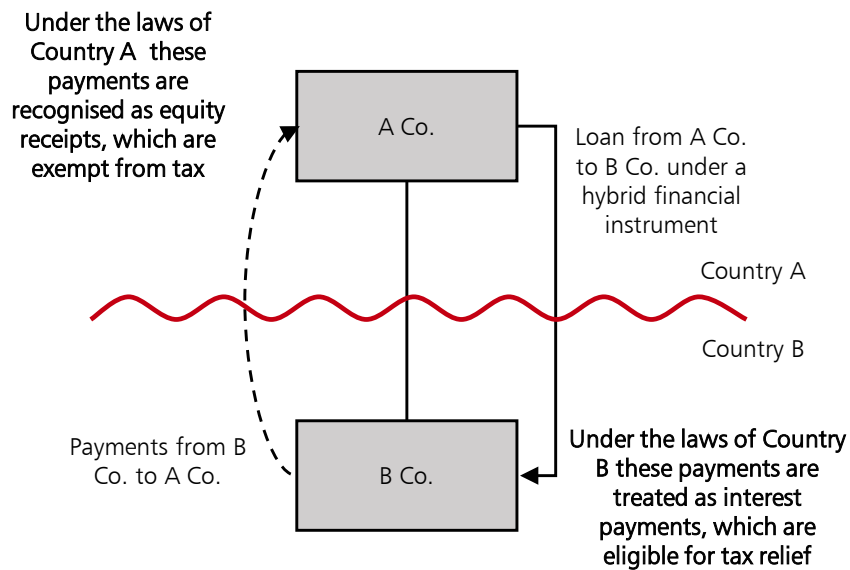 Under the laws of
Country A these
payments are
recognised as equity
receipts, which are
exempt from tax
A Co.
Loan from A Co.
to B Co. under a
hybrid financial
instrument
Country A
Country B
Payments from B
Co. to A Co.
B Co.
Under the laws of Country
B these payments are
treated as interest
payments, which are
eligible for tax relief